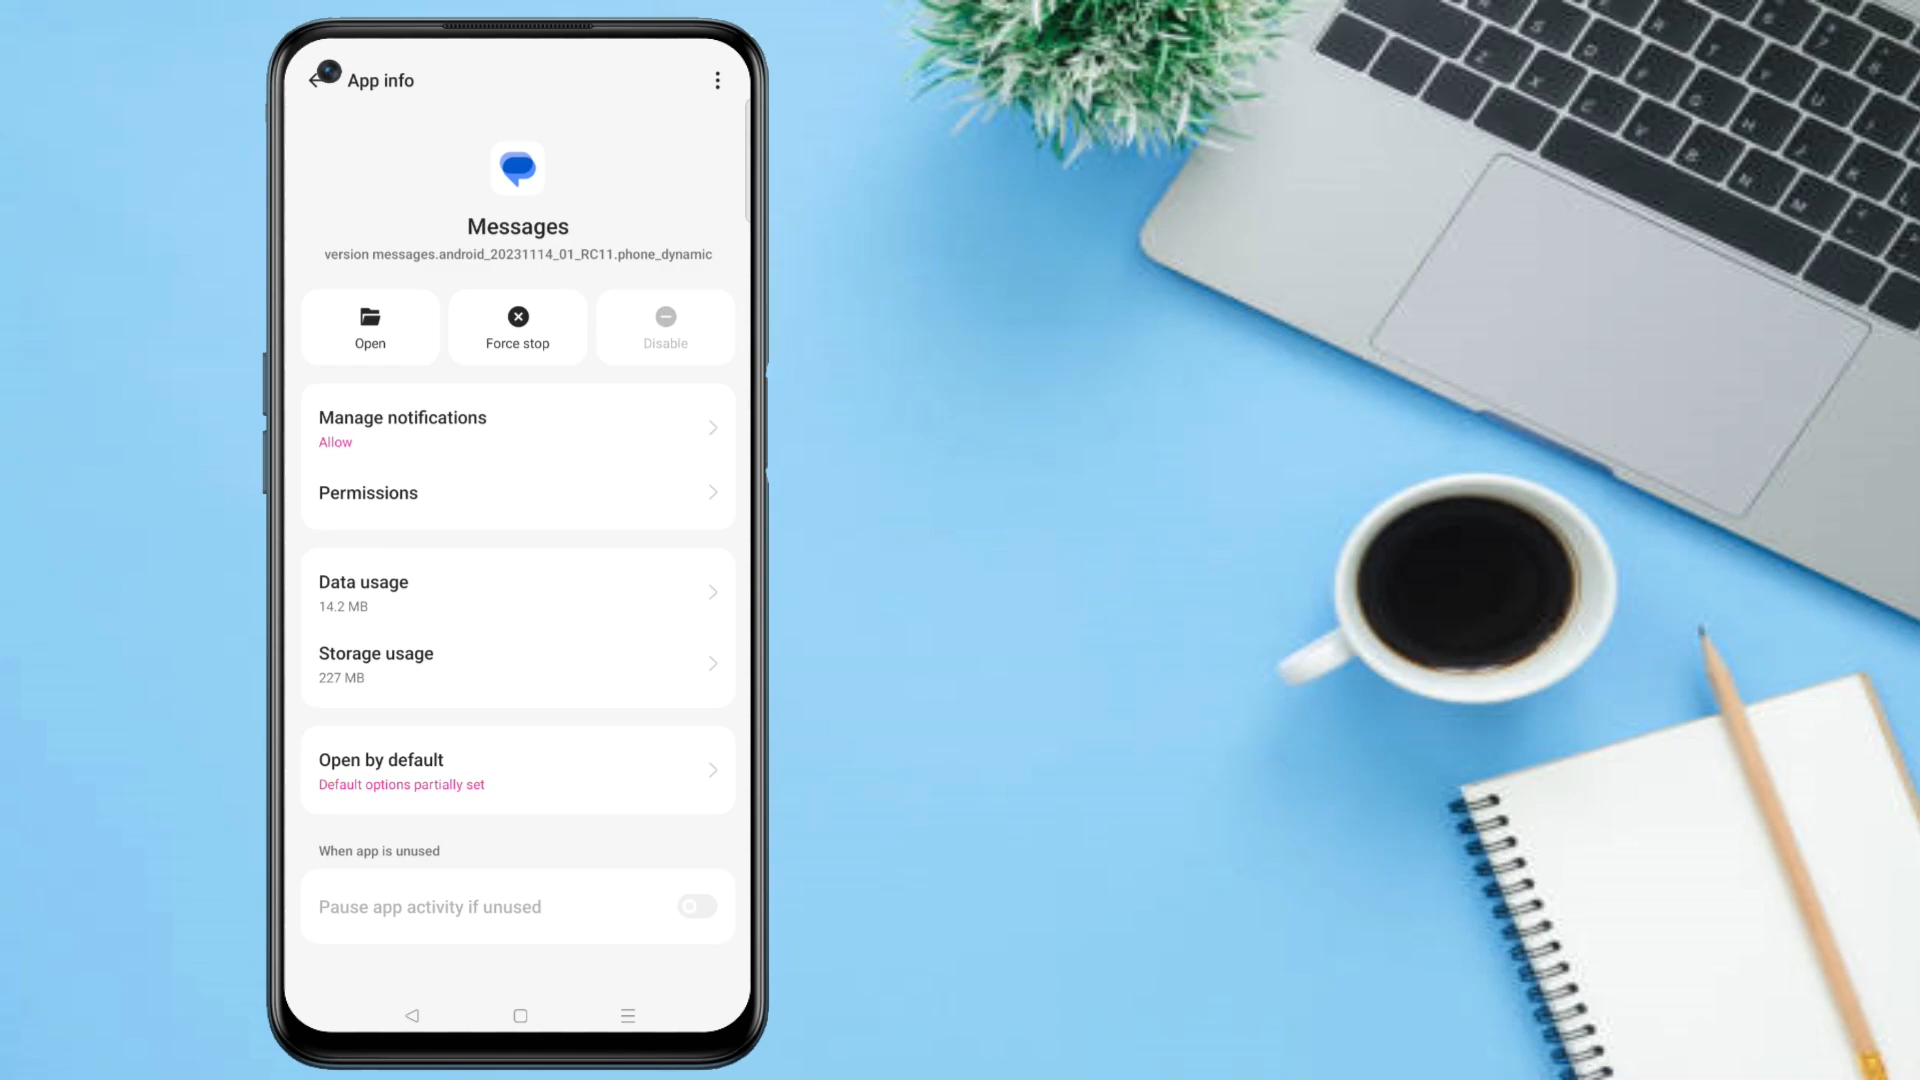 App info
Messages
version messages.android_20231114_01_RC11.phone_dynamic
Open
Force stop
Disable
Manage notifications
Allow
Permissions
Data usage
14.2 MB
Storage usage
227 MB
Open by default
Default options partially set
When app is unused
Pause app activity if unused